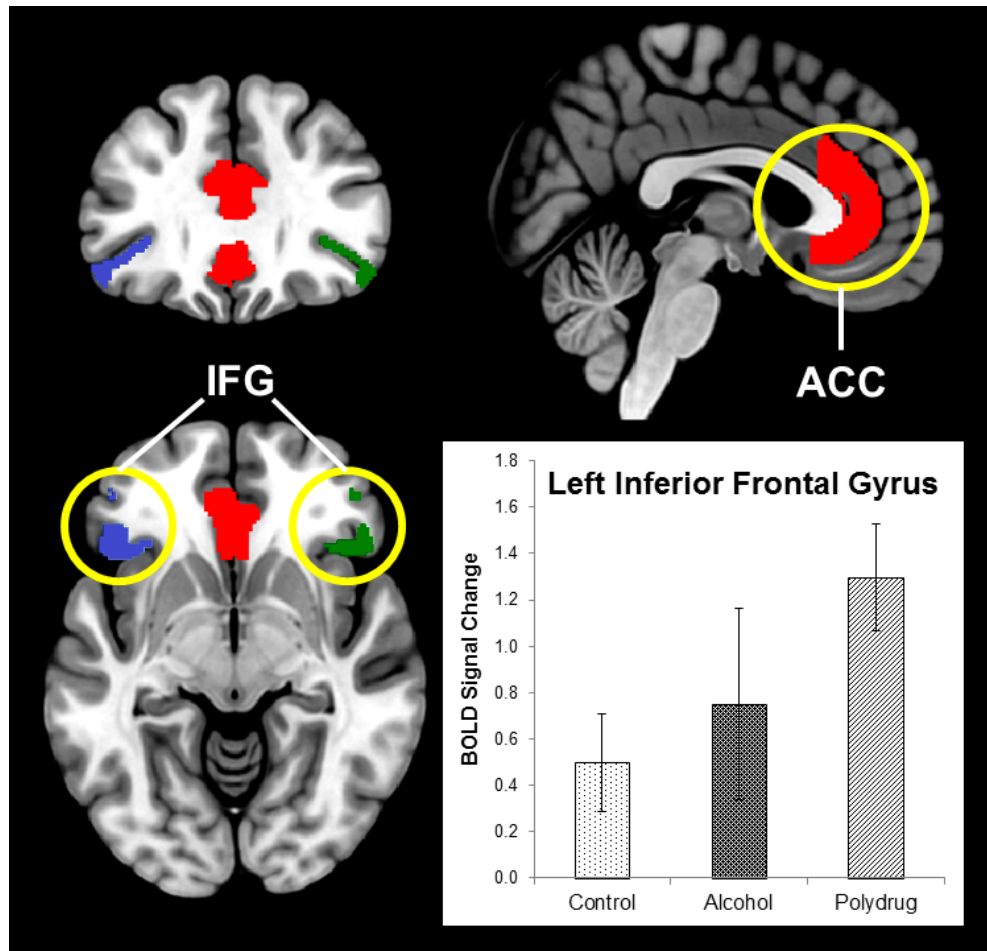 IFG
ACC
Left Inferior Frontal Gyrus
BOLD Signal Change
1.8
1.6
1.4
1.2
1.0
0.8
0.6
0.4
0.2
0.0
Control Alcohol Polydrug